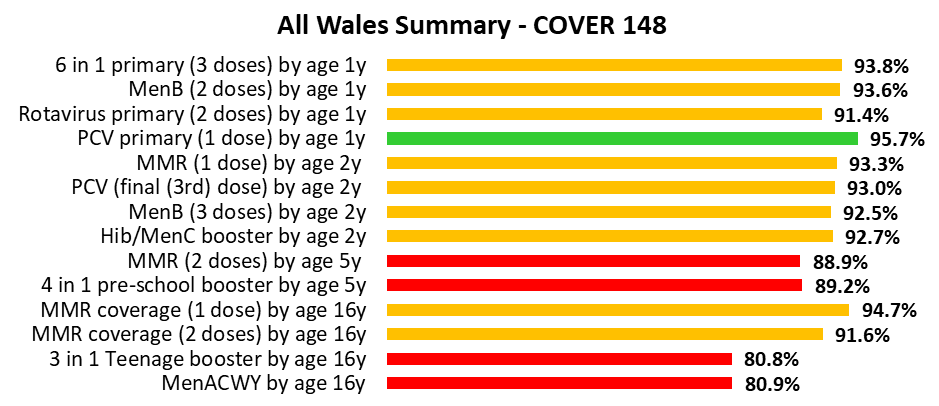 All Wales Summary - COVER 148
6 in 1 primary (3 doses) by age 1y 93.8%
MenB (2 doses) by age 1y 93.6%
Rotavirus primary (2 doses) by age 1y 91.4%
PCV primary (1 dose) by age 1y 95.7%
MMR (1 dose) by age 2y 93.3%
PCV (final (3rd) dose) by age 2y 93.0%
MenB (3 doses) by age 2y 92.5%
Hib/MenC booster by age 2y 92.7%
MMR (2 doses) by age 5y 88.9%
4 in 1 pre-school booster by age 5y 89.2%
MMR coverage (1 dose) by age 16y 94.7%
MMR coverage (2 doses) by age 16y 91.6%
3 in 1 Teenage booster by age 16y 80.8%
MenACWY by age 16y 80.9%